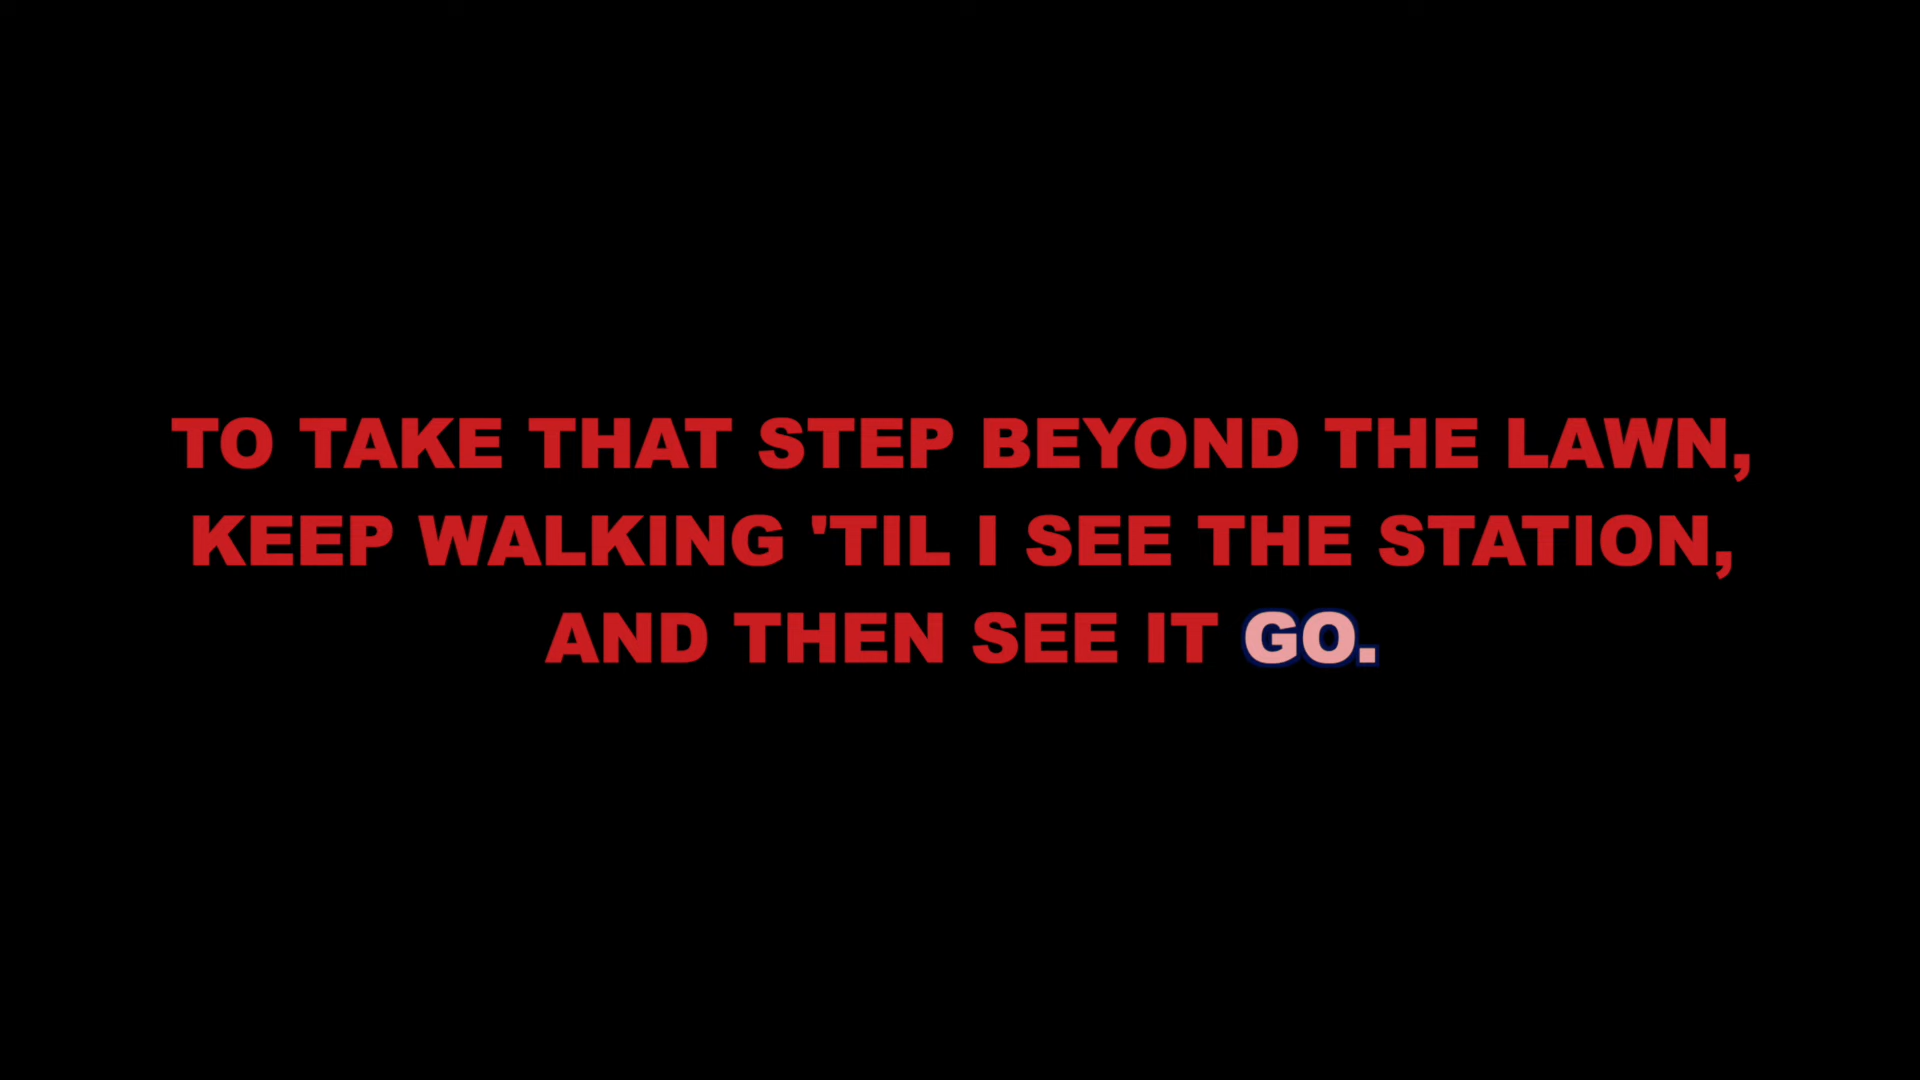 TO TAKE THAT STEP BEYOND THE LAWN,
KEEP WALKING 'TIL I SEE THE STATION,
AND THEN SEE IT GO.